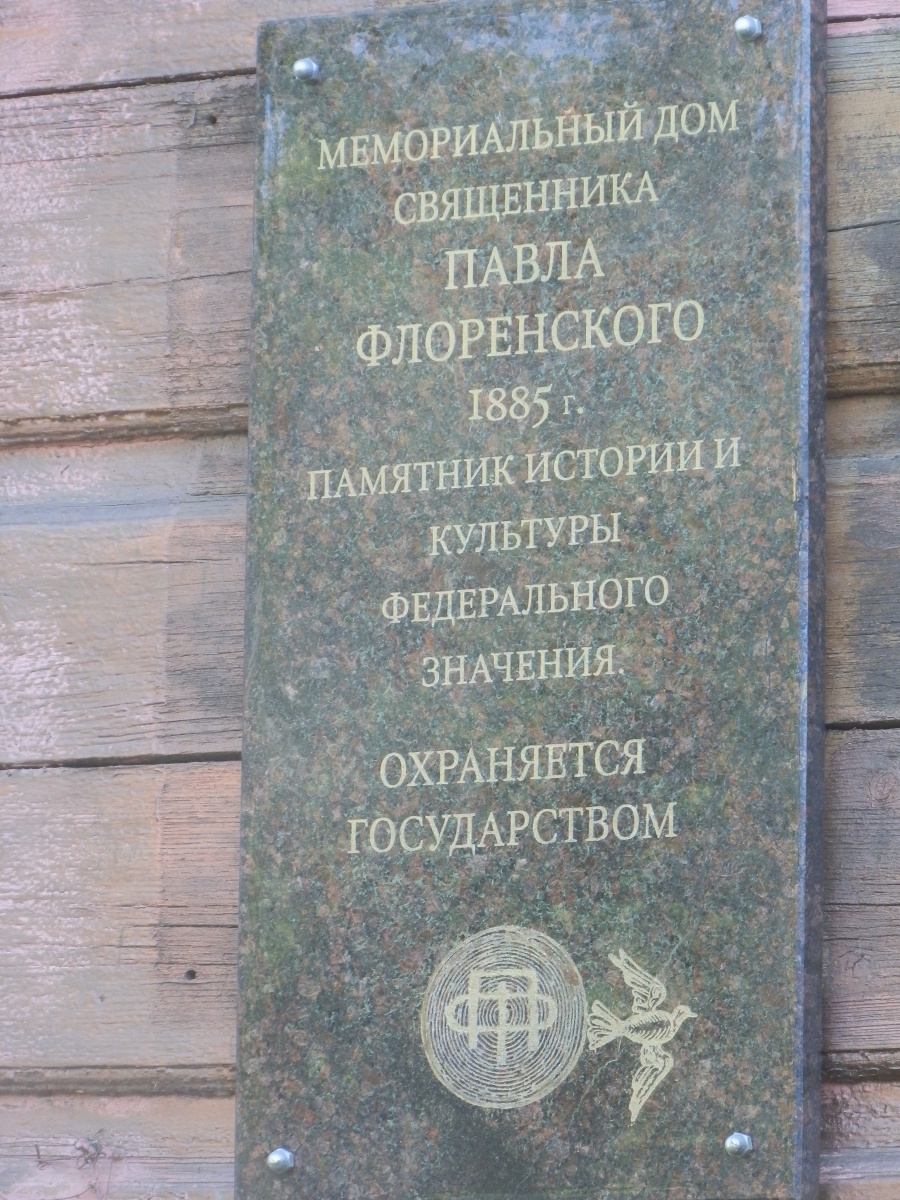 МЕМОРИАЛЬНЫЙ ДОМ
СВЯЩЕННИКА
ПАВЛА
ФЛОРЕНСКОГО
1885 г.
ПАМЯТНИК ИСТОРИИ И
КУЛЬТУРЫ
ФЕДЕРАЛЬНОГО
ЗНАЧЕНИЯ.
ОХРАНЯЕТСЯ
ГОСУДАРСТВОМ